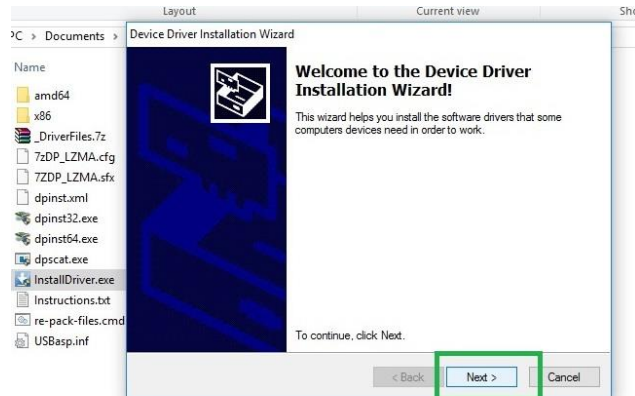 Layout
Current view
PC > Documents >
Device Driver Installation Wizard
Name
amd64
x86
_DriverFiles.7z
7zDP_LZMA.cfg
7ZDP_LZMA.sfx
dpinst.xml
dpinst32.exe
dpinst64.exe
dpscat.exe
InstallDriver.exe
Instructions.txt
re-pack-files.cmd
USBasp.inf
Welcome to the Device Driver
Installation Wizard!
This wizard helps you install the software drivers that some
computers devices need in order to work.
To continue, click Next.
< Back
Next >
Cancel